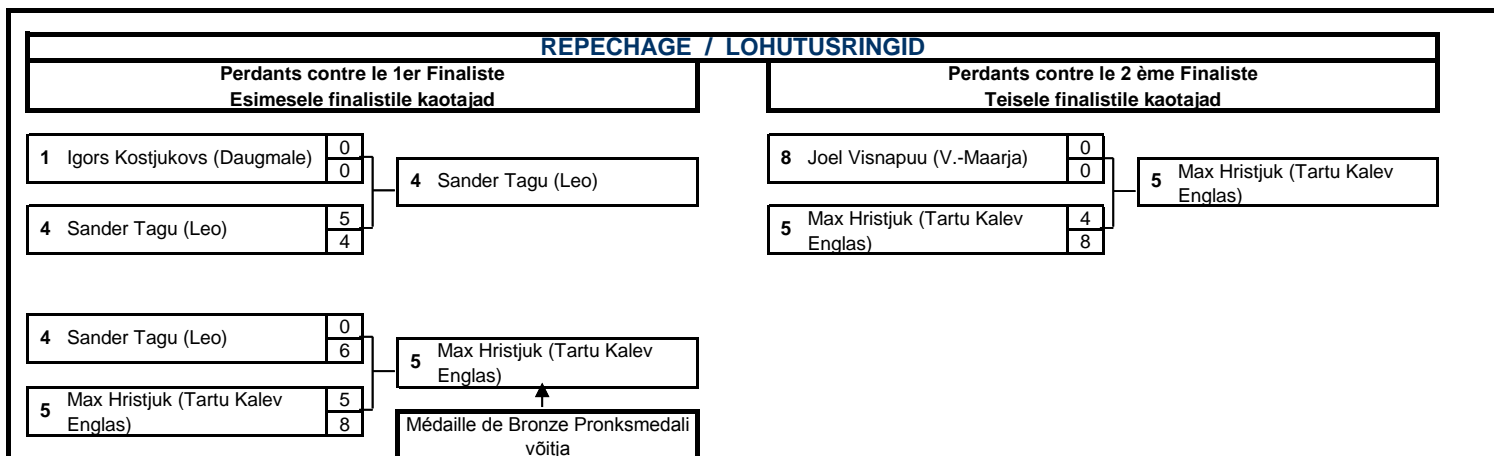 REPECHAGE / LOHUTUSRINGID
Perdants contre le 1er Finaliste
Esimesele finalistile kaotajad
Perdants contre le 2 ème Finaliste
Teisele finalistile kaotajad
1 Igors Kostjukovs (Daugmale) 0
0
4 Sander Tagu (Leo)
4 Sander Tagu (Leo) 5
4
8 Joel Visnapuu (V.-Maarja) 0
0
5 Max Hristjuk (Tartu Kalev
Englas)
5 Max Hristjuk (Tartu Kalev 4
Englas) 8
4 Sander Tagu (Leo) 0
6
5 Max Hristjuk (Tartu Kalev
Englas)
5 Max Hristjuk (Tartu Kalev 5
Englas) 8
Médaille de Bronze Pronksmedali
võitja